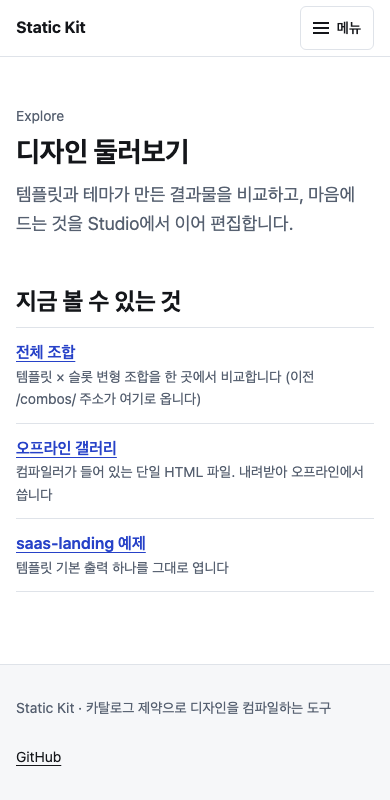 Static Kit
메뉴
Explore
디자인 둘러보기
템플릿과 테마가 만든 결과물을 비교하고, 마음에
드는 것을 Studio에서 이어 편집합니다.
지금 볼 수 있는 것
전체 조합
템플릿 × 슬롯 변형 조합을 한 곳에서 비교합니다 (이전
/combos/ 주소가 여기로 옵니다)
오프라인 갤러리
컴파일러가 들어 있는 단일 HTML 파일. 내려받아 오프라인에서
씁니다
saas-landing 예제
템플릿 기본 출력 하나를 그대로 엽니다
Static Kit · 카탈로그 제약으로 디자인을 컴파일하는 도구
GitHub